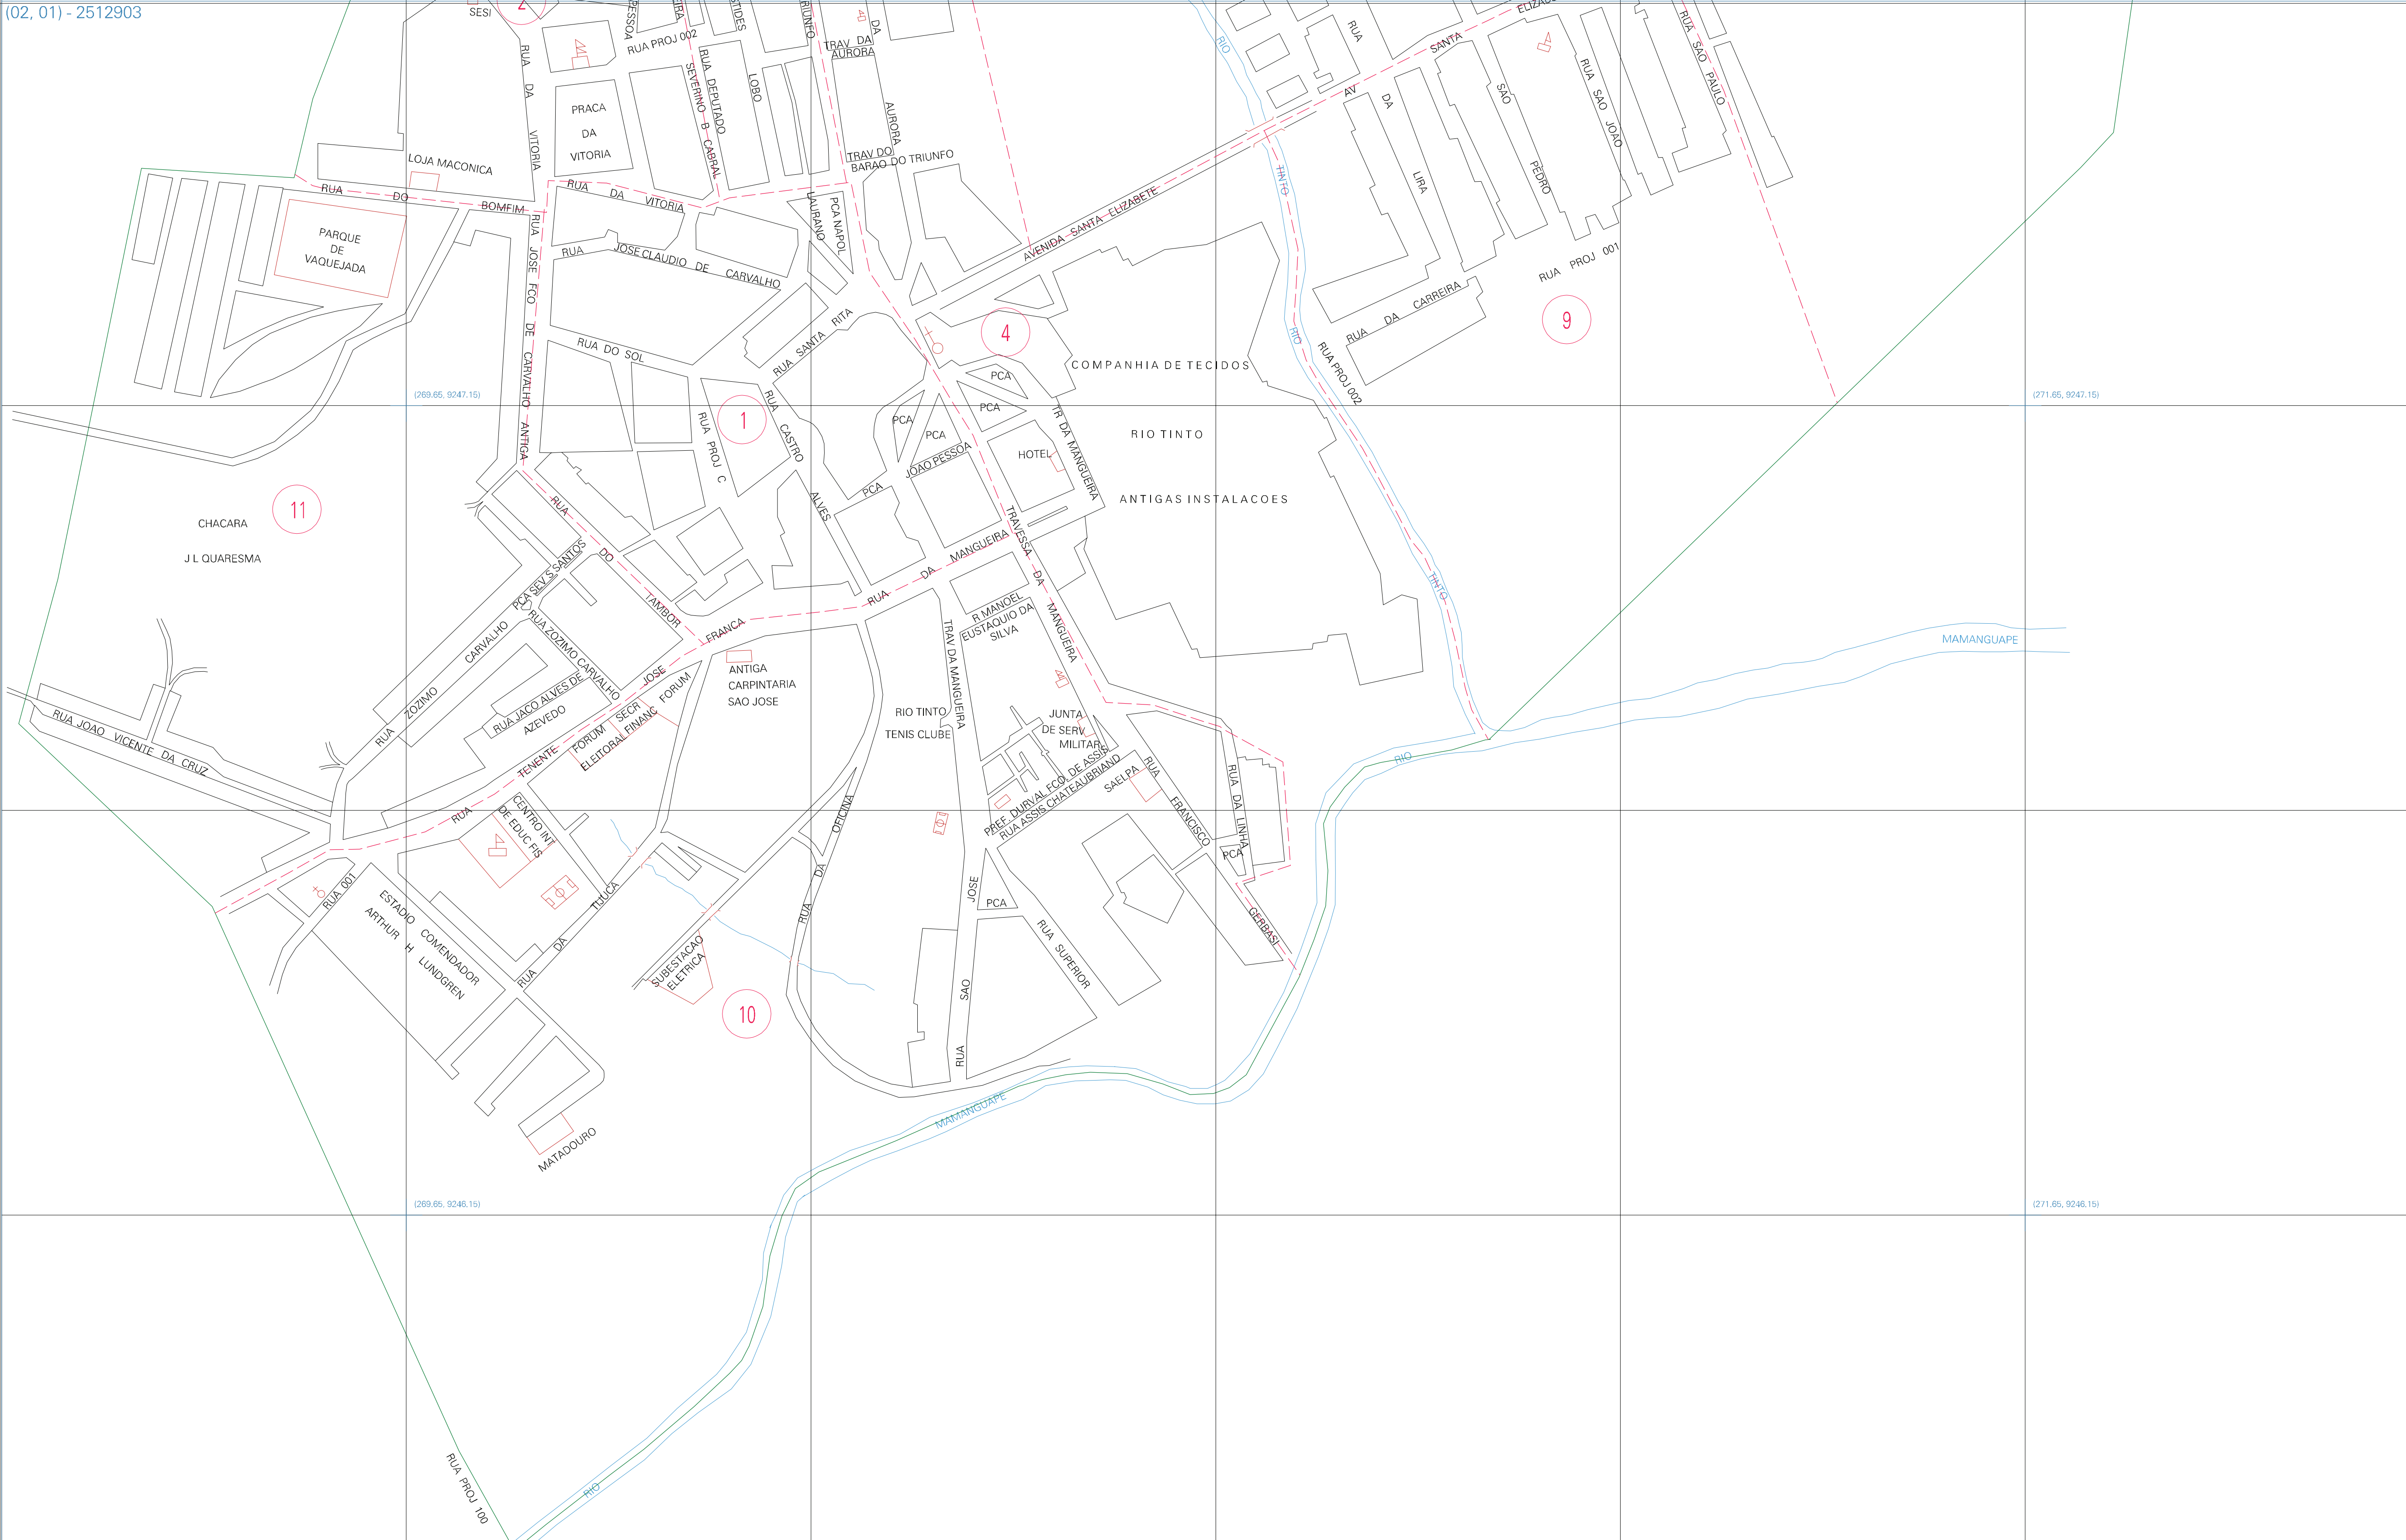 (02, 01) - 2512903
SESI
2
PESSOA
RUA PROJ 002
TRAV DA
AURORA
DA
AURORA
RUA DA VITORIA
PRACA
DA
VITORIA
SEVERINO B CABRAL
RUA DEPUTADO
LOBO
TRAV DO
BARAO DO TRIUNFO
RIO
TINTO
RUA
DA
LIRA
AV
SANTA
SAO
PEDRO
RUA SAO JOAO
RUA SAO PAULO
LOJA MACONICA
RUA DO BOMFIM
RUA DA VITORIA
PARQUE
DE
VAQUEJADA
RUA JOSE FCO DE CARVALHO ANTIGA
RUA JOSE CLAUDIO DE CARVALHO
LAURANO
PCA NAPOL
AVENIDA SANTA ELIZABETE
RUA PROJ 001
RUA DA CARREIRA
9
RUA PROJ 002
RIO
RUA DO SOL
RUA SANTA RITA
4
COMPANHIA DE TECIDOS
RIO TINTO
ANTIGAS INSTALACOES
PCA
PCA
PCA
PCA
(269.65, 9247.15)
(271.65, 9247.15)
1
RUA PROJ C
RUA CASTRO ALVES
PCA JOAO PESSOA
HOTEL
TR DA MANGUEIRA
11
CHACARA
J L QUARESMA
RUA DO TAMBOR
PCA SEV S SANTOS
RUA DA MANGUEIRA
TRAVESSA DA MANGUEIRA
R MANOEL
EUSTAQUIO DA
SILVA
TRAV DA MANGUEIRA
TINTO
MAMANGUAPE
RUA ZOZIMO CARVALHO
RUA ZOZIMO CARVALHO
RUA JACO ALVES DE
AZEVEDO
RUA TENENTE JOSE FRANCA
ANTIGA
CARPINTARIA
SAO JOSE
FORUM
SECR
FINANC
FORUM
ELEITORAL
RUA JOAO VICENTE DA CRUZ
RIO TINTO
TENIS CLUBE
JUNTA
DE SERV
MILITAR
PREF. DURVAL FCO. DE ASSIS
RUA ASSIS CHATEAUBRIAND
SAELPA
RUA FRANCISCO GERBASI
RUA DA LINHA
PCA
RIO
CENTRO INT
DE EDUC FIS
RUA DA OFICINA
RUA 001
ESTADIO COMENDADOR
ARTHUR H LUNDGREN
RUA DA TIJUCA
SUBESTACAO
ELETRICA
10
RUA SAO JOSE
PCA
RUA SUPERIOR
MATADOURO
MAMANGUAPE
(269.65, 9246.15)
(271.65, 9246.15)
RUA PROJ 100
RIO